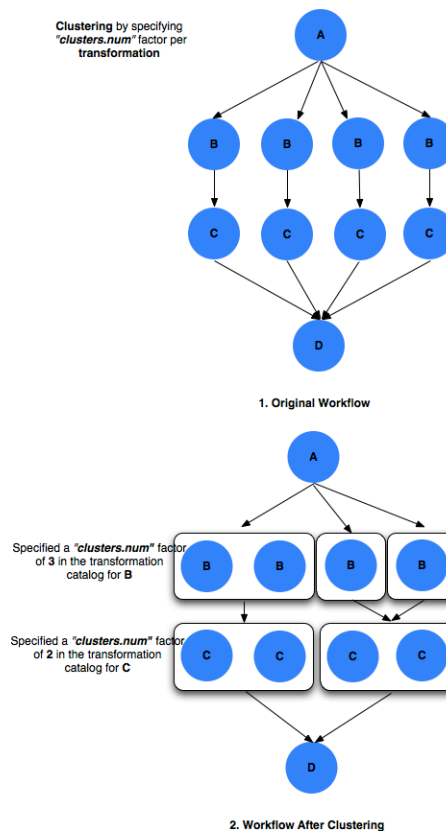 Clustering by specifying
"clusters.num" factor per
transformation
A
B B B B
C C C C
D
1. Original Workflow
A
Specified a "clusters.num" factor
of 3 in the transformation
catalog for B
B B B B
Specified a "clusters.num" factor
of 2 in the transformation
catalog for C
C C C C
D
2. Workflow After Clustering